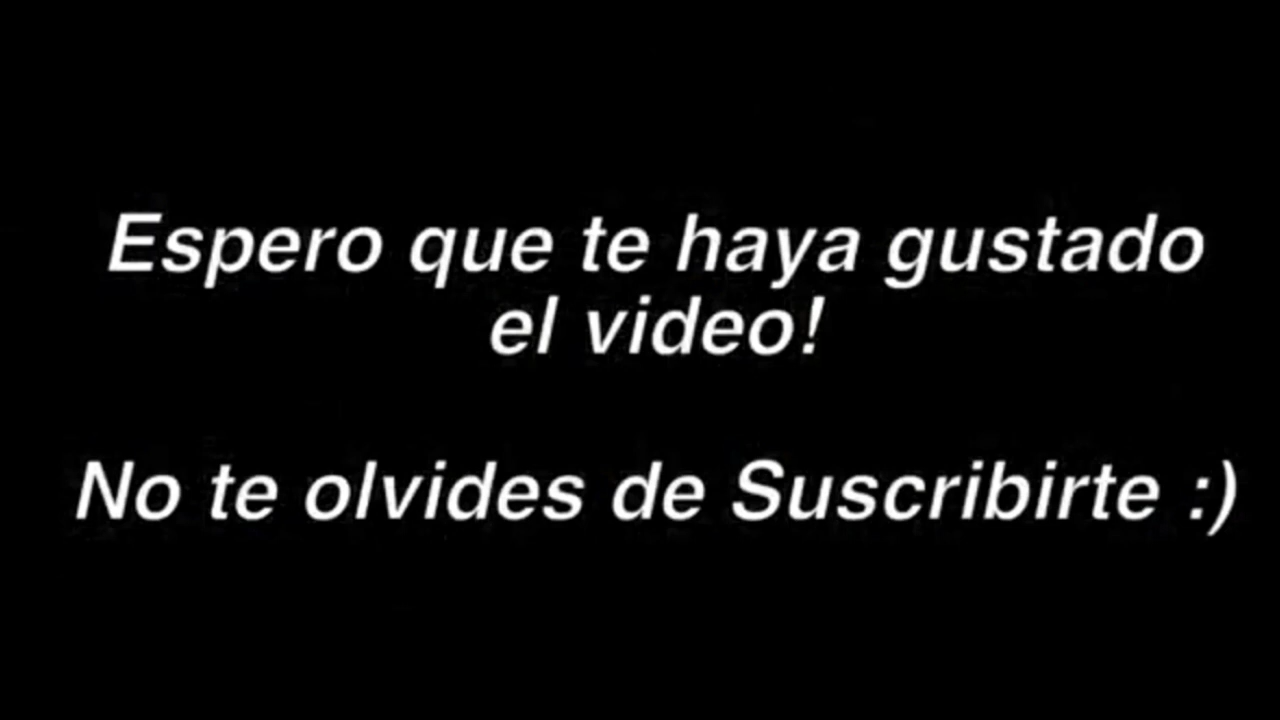 Espero que te haya gustado
el video!
No te olvides de Suscribirte :)